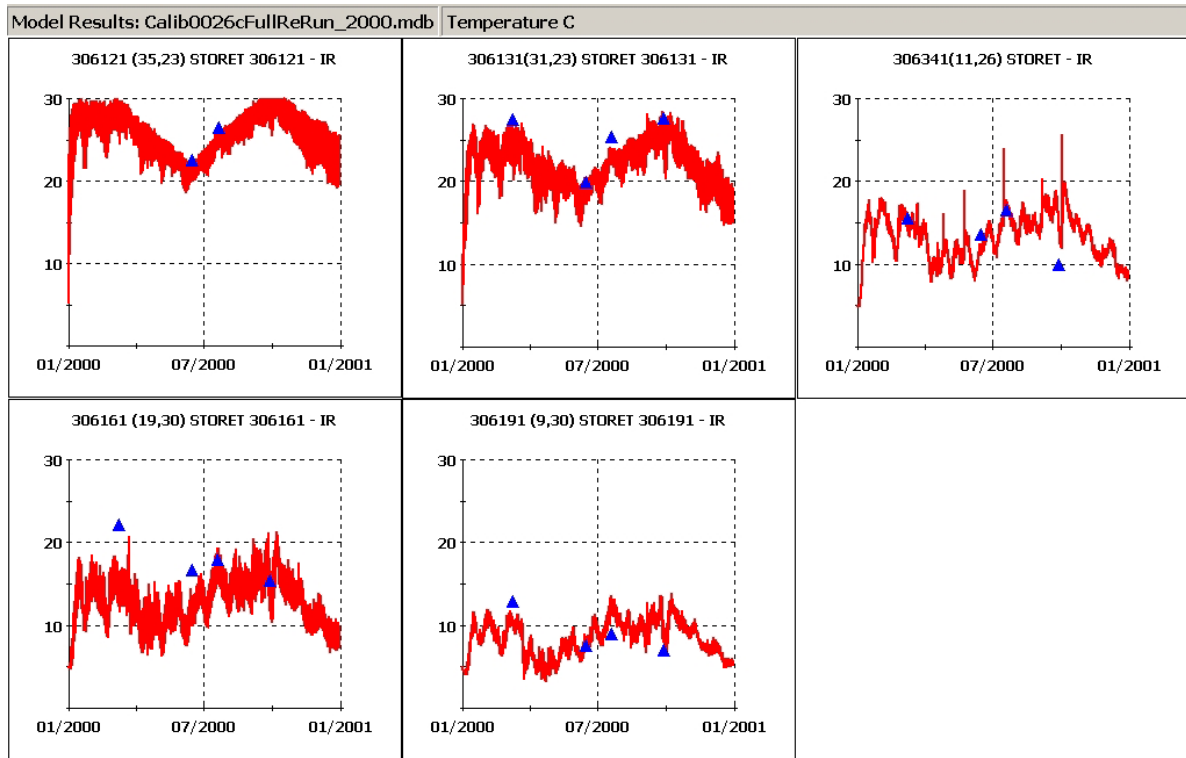 Model Results: Calib0026cFullReRun_2000.mdb Temperature C
306121 (35,23) STORET 306121 - IR
30
20
10
01/2000 07/2000 01/2001
306131(31,23) STORET 306131 - IR
30
20
10
01/2000 07/2000 01/2001
306341(11,26) STORET - IR
30
20
10
01/2000 07/2000 01/2001
306161 (19,30) STORET 306161 - IR
30
20
10
01/2000 07/2000 01/2001
306191 (9,30) STORET 306191 - IR
30
20
10
01/2000 07/2000 01/2001